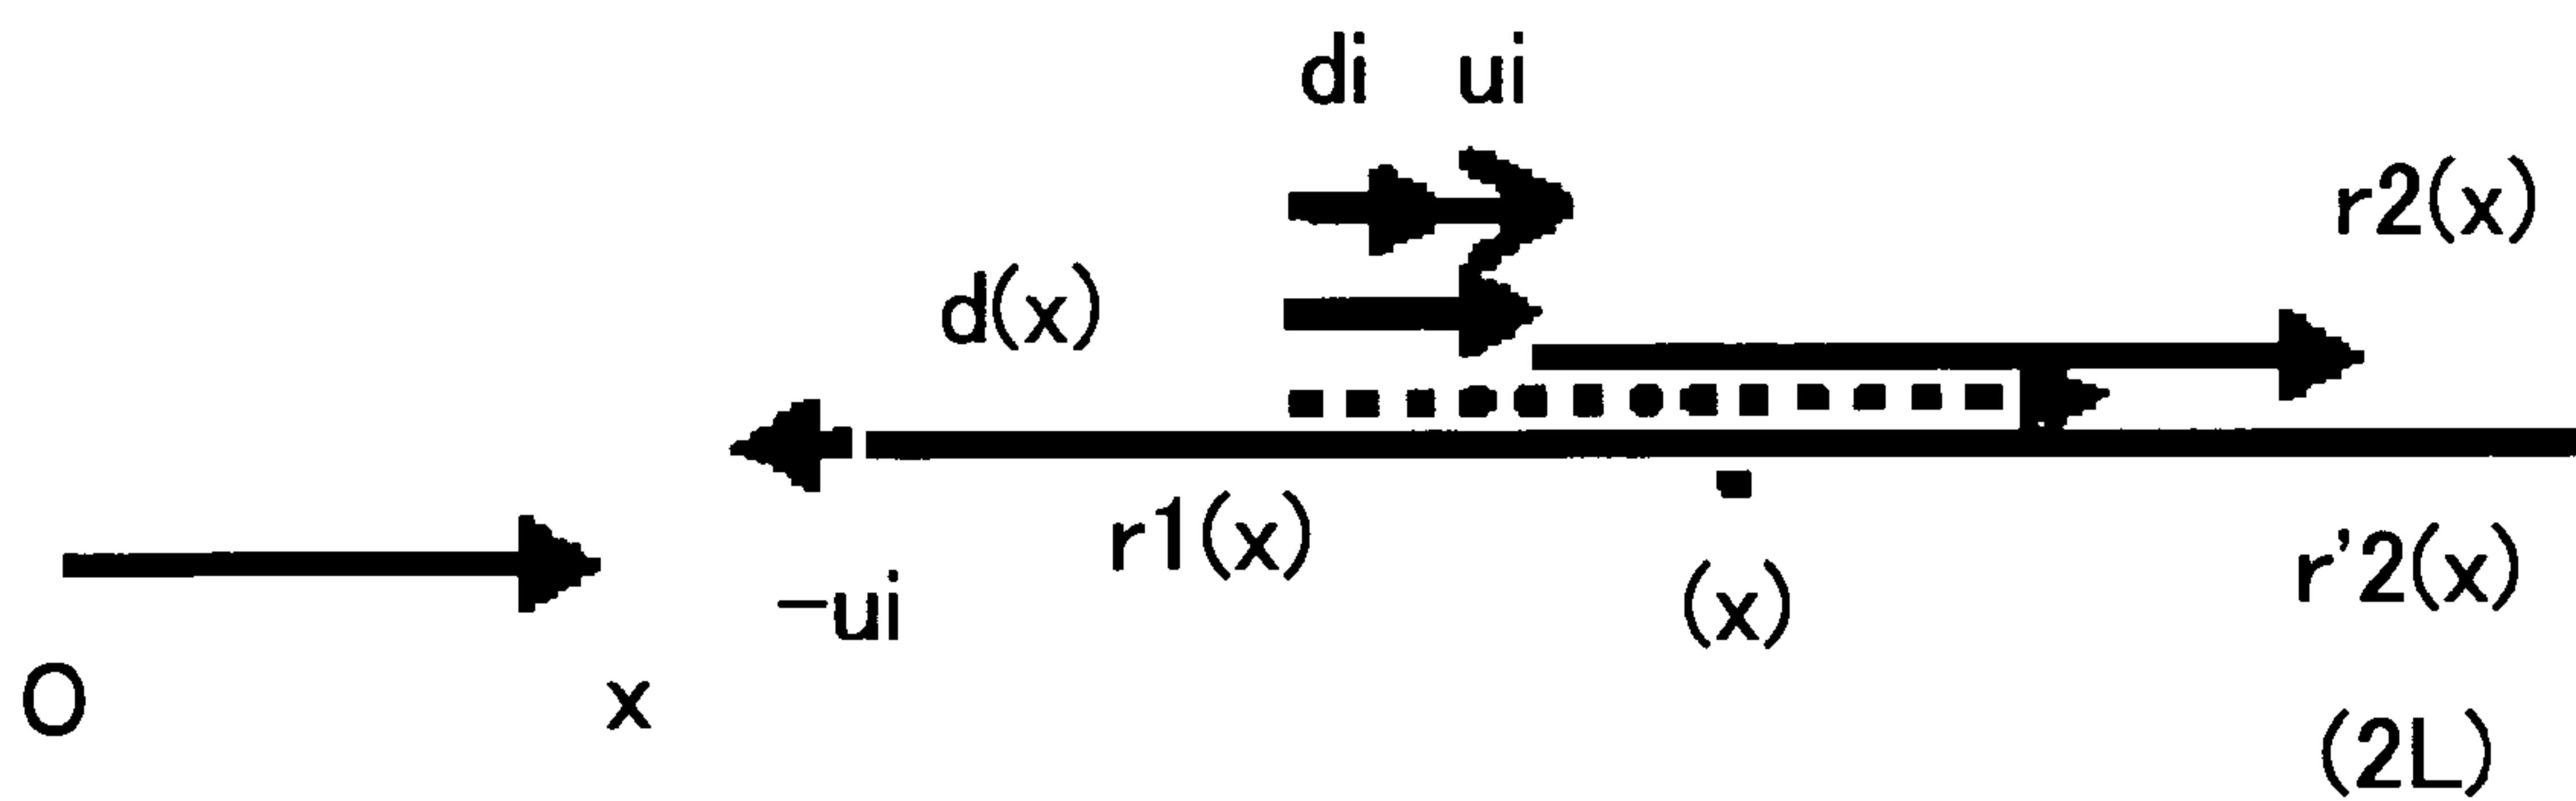 di ui
r2(x)
d(x)
r1(x)
r'2(x)
-ui
(x)
O x
(2L)